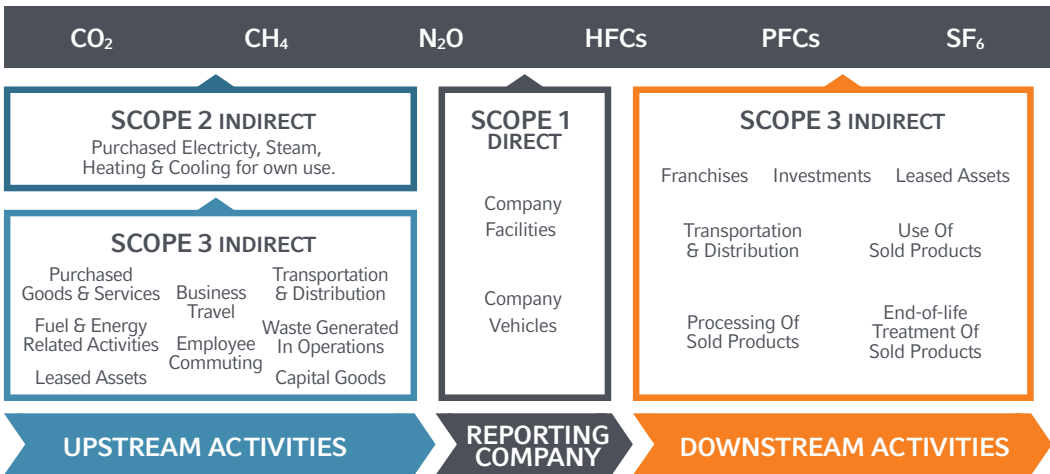 CO₂ CH₄ N₂O HFCs PFCs SF₆
SCOPE 2 INDIRECT
Purchased Electricty, Steam,
Heating & Cooling for own use.
SCOPE 3 INDIRECT
Purchased
Goods & Services
Fuel & Energy
Related Activities
Leased Assets
Business
Travel
Employee
Commuting
Transportation
& Distribution
Waste Generated
In Operations
Capital Goods
UPSTREAM ACTIVITIES
SCOPE 1
DIRECT
Company
Facilities
Company
Vehicles
REPORTING
COMPANY
SCOPE 3 INDIRECT
Franchises Investments Leased Assets
Transportation
& Distribution
Use Of
Sold Products
Processing Of
Sold Products
End-of-life
Treatment Of
Sold Products
DOWNSTREAM ACTIVITIES